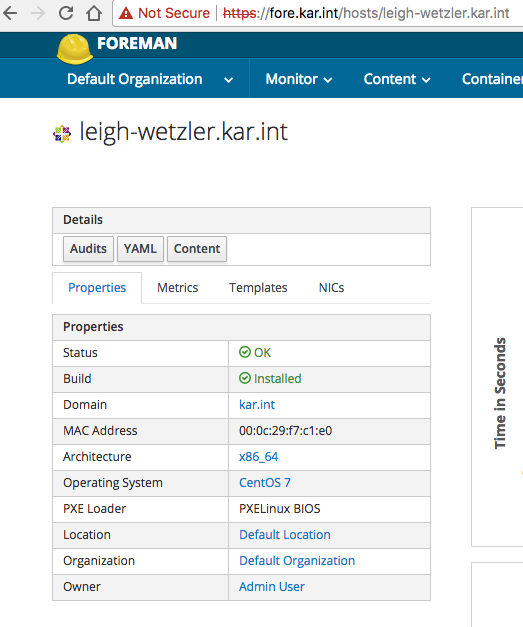 Not Secure https://fore.kar.int/hosts/leigh-wetzler.kar.int
FOREMAN
Default Organization Monitor Content Container
leigh-wetzler.kar.int
Details
Audits YAML Content
Properties Metrics Templates NICs
Properties
Status OK
Build Installed
Domain kar.int
MAC Address 00:0c:29:f7:c1:e0
Architecture x86_64
Operating System CentOS 7
PXE Loader PXELinux BIOS
Location Default Location
Organization Default Organization
Owner Admin User
Time in Seconds